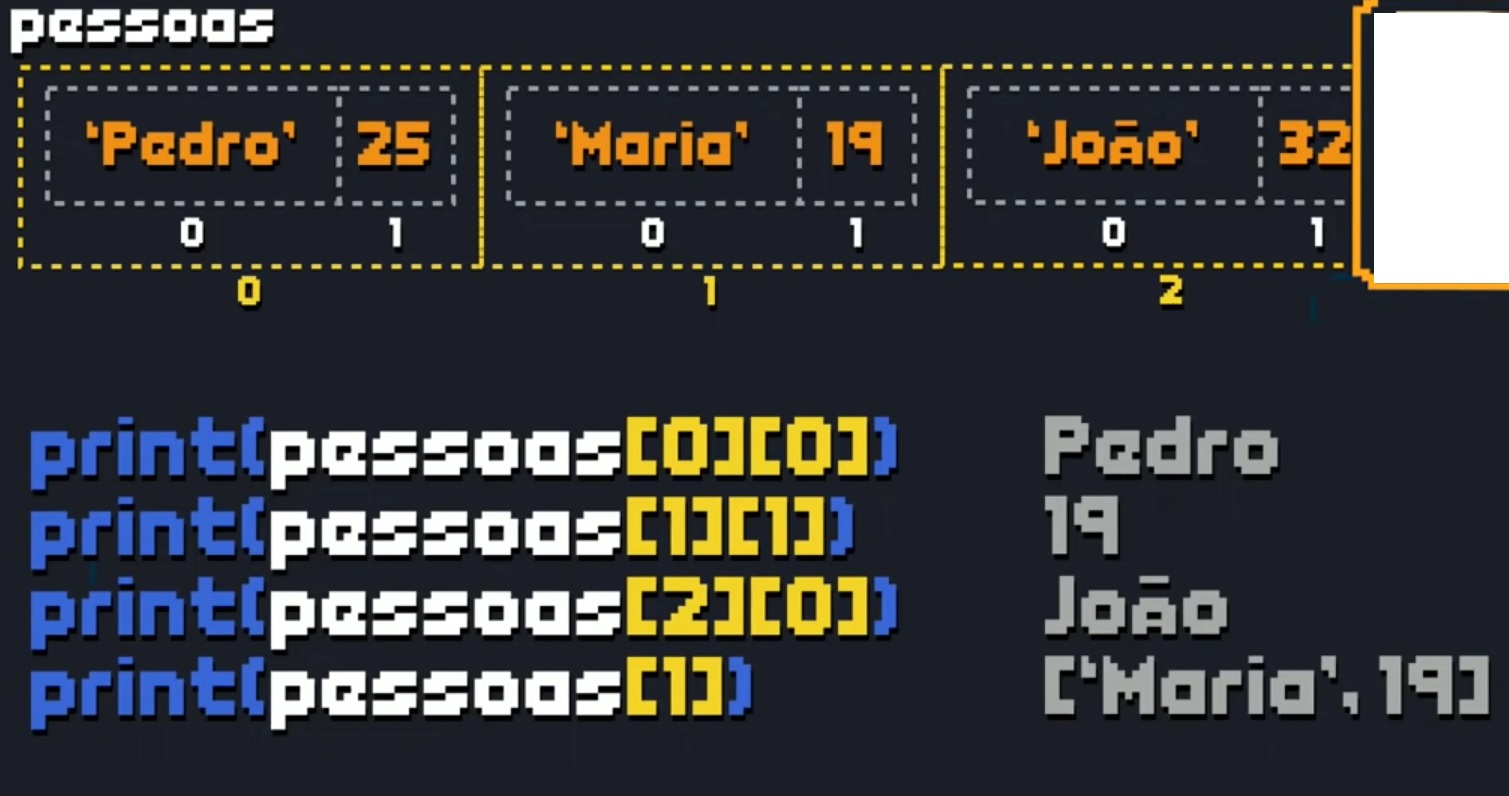 pessoas
'Pedro' 25 'Maria' 19 'João' 32
0 1 0 1 0 1
0 1 2
print(pessoas[0][0]) Pedro
print(pessoas[1][1]) 19
print(pessoas[2][0]) João
print(pessoas[1]) ['Maria', 19]